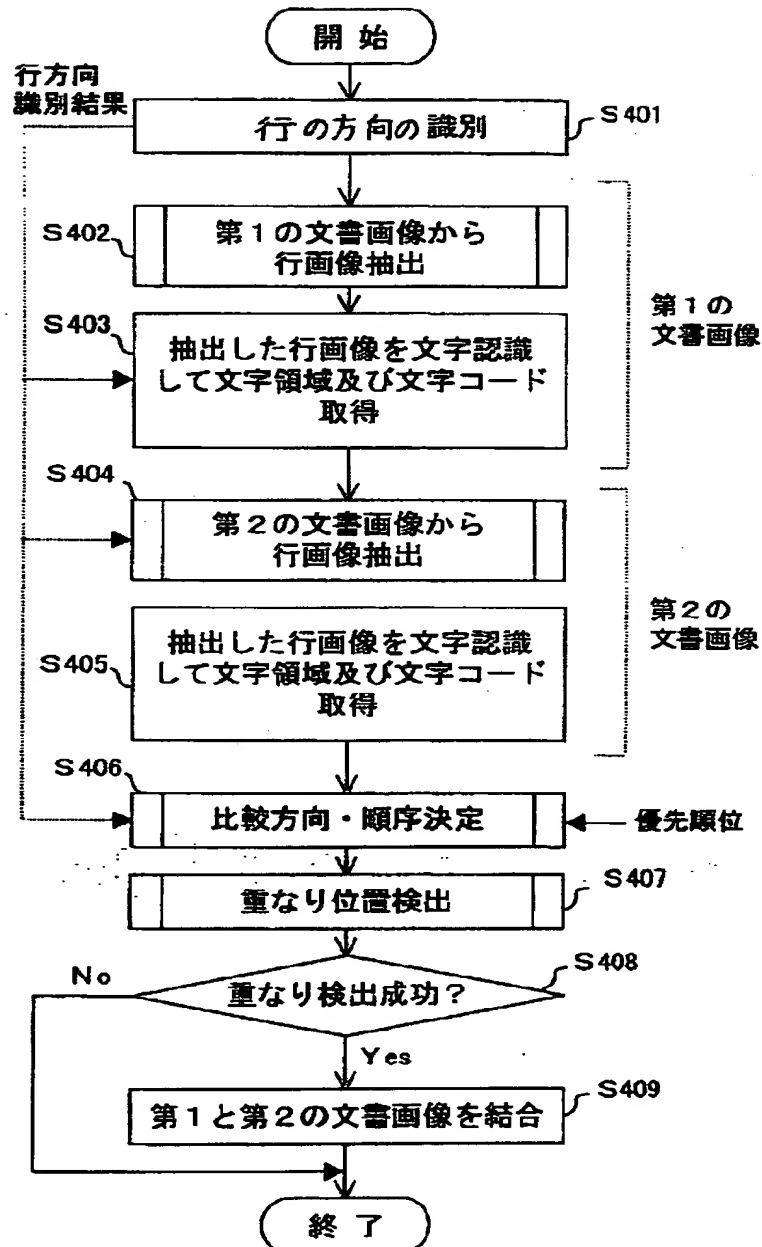 開 始
行方向
識別結果
行の方向の識別
S401
S402
第1の文書画像から
行画像抽出
第1の
文書画像
S403
抽出した行画像を文字認識
して文字領域及び文字コード
取得
S404
第2の文書画像から
行画像抽出
第2の
文書画像
S405
抽出した行画像を文字認識
して文字領域及び文字コード
取得
S406
比較方向・順序決定
優先順位
重なり位置検出
S407
No
重なり検出成功?
S408
Yes
第1と第2の文書画像を結合
S409
終 了